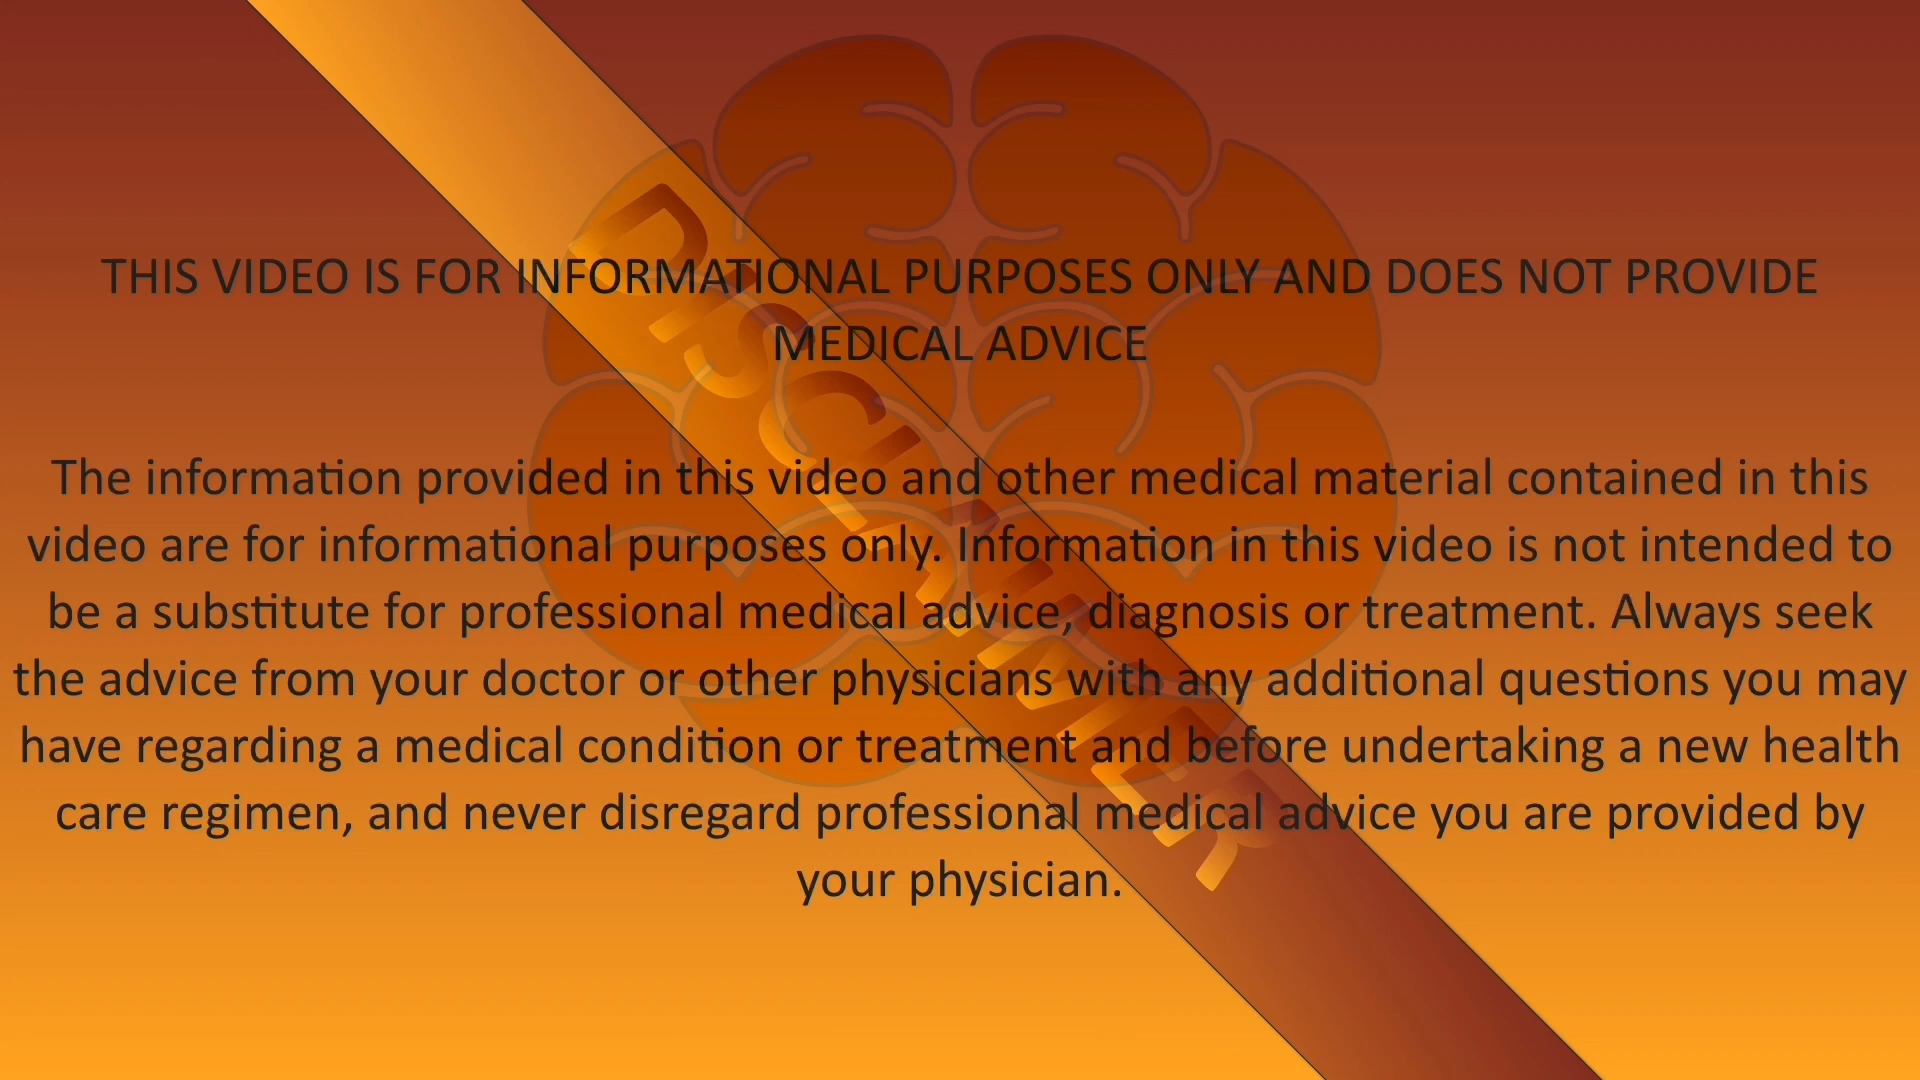 THIS VIDEO IS FOR INFORMATIONAL PURPOSES ONLY AND DOES NOT PROVIDE
MEDICAL ADVICE
The information provided in this video and other medical material contained in this
video are for informational purposes only. Information in this video is not intended to
be a substitute for professional medical advice, diagnosis or treatment. Always seek
the advice from your doctor or other physicians with any additional questions you may
have regarding a medical condition or treatment and before undertaking a new health
care regimen, and never disregard professional medical advice you are provided by
your physician.
DISCLAIMER